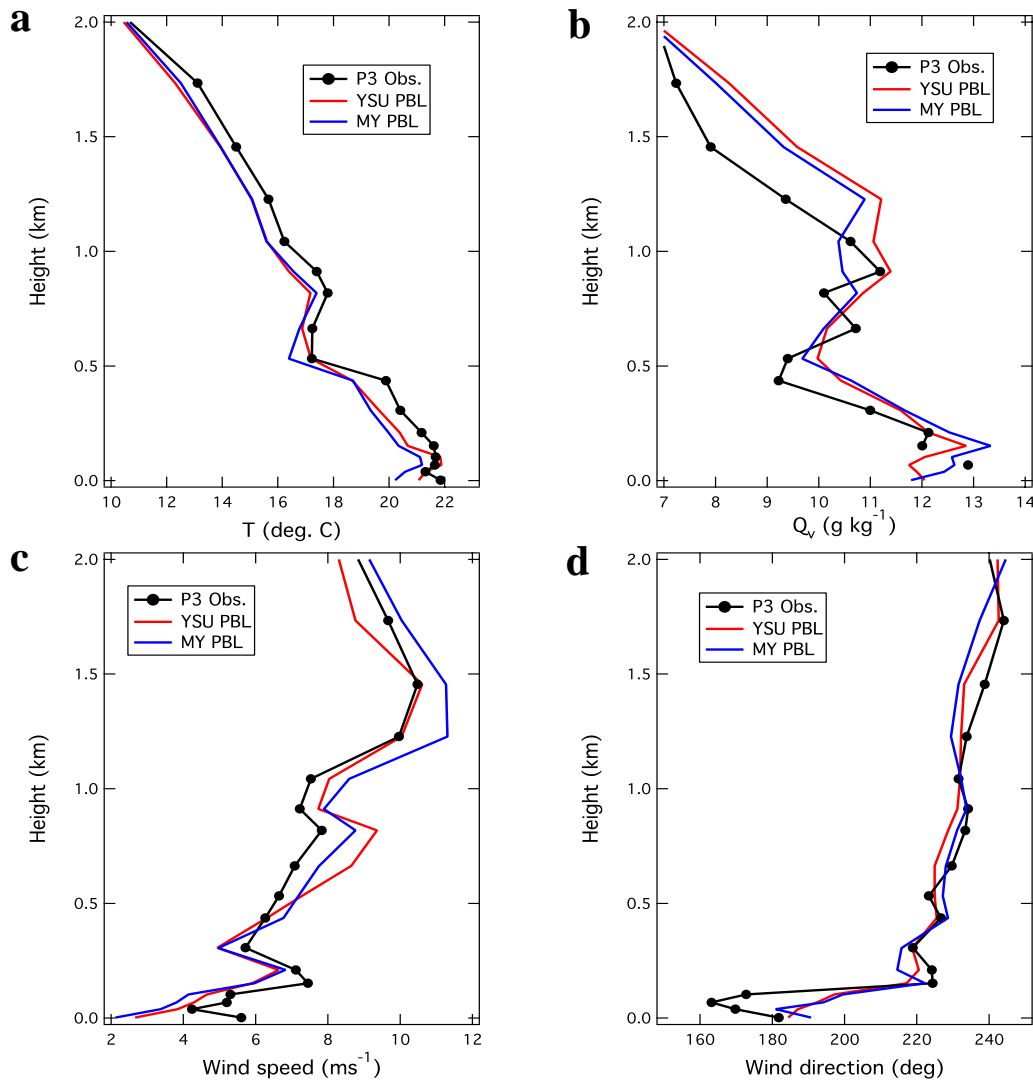 a
2.0
1.5
1.0
0.5
0.0
Height (km)
P3 Obs.
YSU PBL
MY PBL
10
12
14
16
18
20
22
T (deg. C)
b
2.0
1.5
1.0
0.5
0.0
Height (km)
P3 Obs.
YSU PBL
MY PBL
7
8
9
10
11
12
13
14
Qv (g kg-1)
c
2.0
1.5
1.0
0.5
0.0
Height (km)
P3 Obs.
YSU PBL
MY PBL
2
4
6
8
10
12
Wind speed (ms-1)
d
2.0
1.5
1.0
0.5
0.0
Height (km)
P3 Obs.
YSU PBL
MY PBL
160
180
200
220
240
Wind direction (deg)